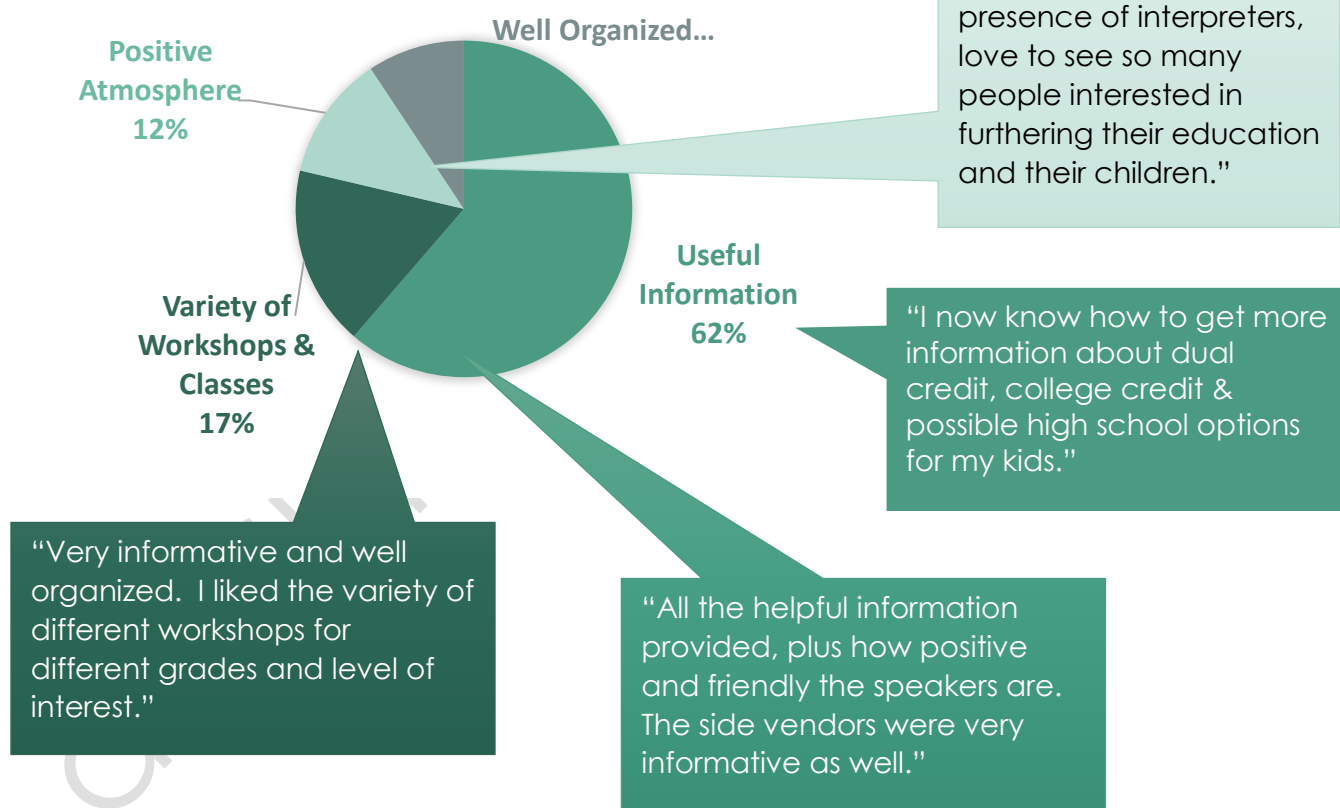 Well Organized…
Positive
Atmosphere
12%
presence of interpreters,
love to see so many
people interested in
furthering their education
and their children.”
Useful
Information
62%
Variety of
Workshops &
Classes
17%
“I now know how to get more
information about dual
credit, college credit &
possible high school options
for my kids.”
“Very informative and well
organized.  I liked the variety of
different workshops for
different grades and level of
interest.”
“All the helpful information
provided, plus how positive
and friendly the speakers are.
The side vendors were very
informative as well.”